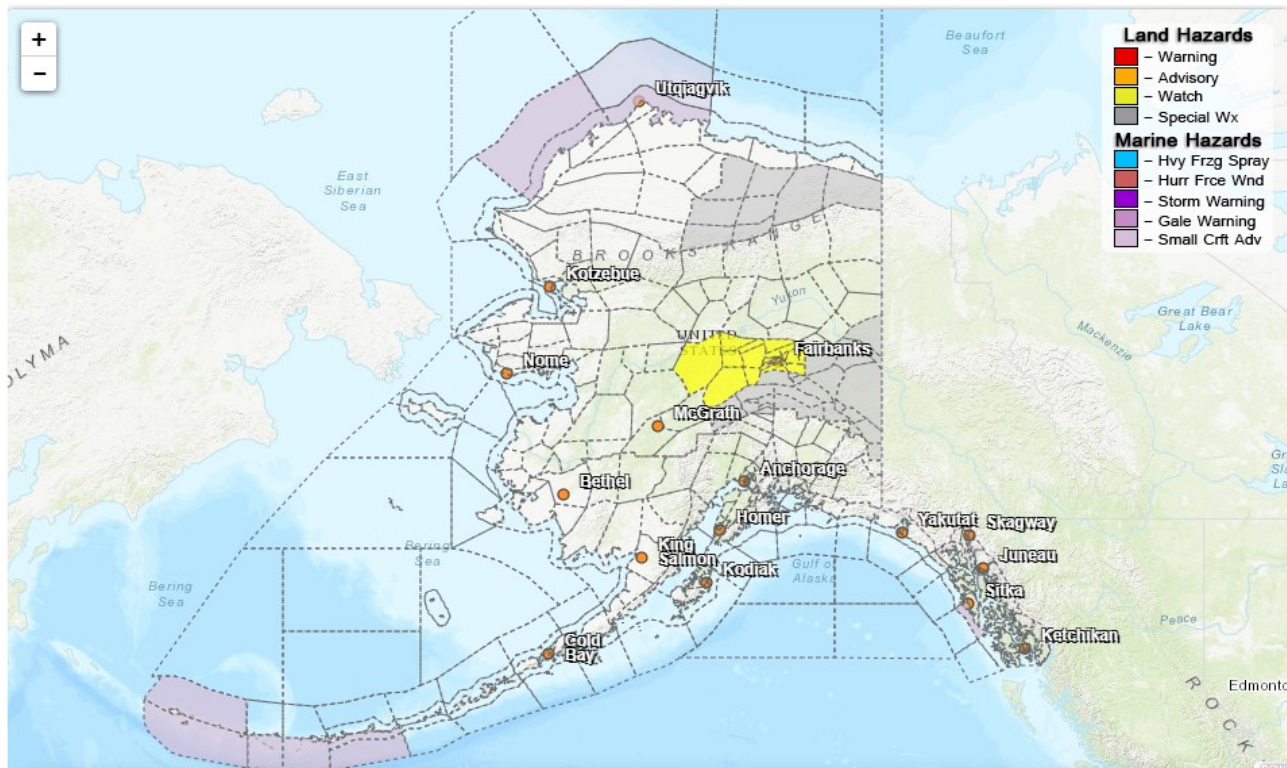 +
−
Beaufort
Sea
Land Hazards
– Warning
– Advisory
– Watch
– Special Wx
Marine Hazards
– Hvy Frzg Spray
– Hurr Frce Wnd
– Storm Warning
– Gale Warning
– Small Crft Adv
Utqiagvik
East
Siberian
Sea
BROOKS RANGE
Kotzebue
Yukon
Great Bear
Lake
Mackenzie
OLYMA
UNITED
STATES
Fairbanks
Nome
McGrath
Anchorage
Bethel
Homer
Yakutat
Skagway
King
Salmon
Juneau
Bering
Sea
Kodiak
Gulf of
Alaska
Sitka
Bering
Sea
Peace
Ketchikan
Cold
Bay
Edmonto
ROCK